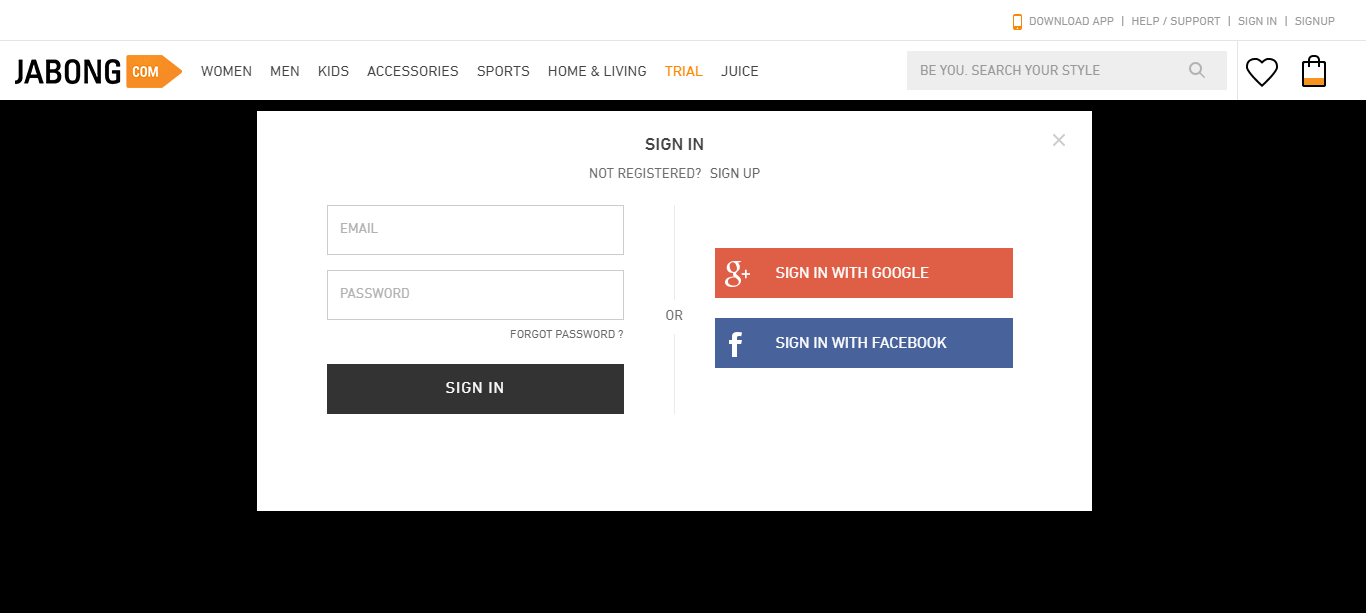 DOWNLOAD APP | HELP / SUPPORT | SIGN IN | SIGNUP
JABONG COM WOMEN MEN KIDS ACCESSORIES SPORTS HOME & LIVING TRIAL JUICE BE YOU. SEARCH YOUR STYLE
SIGN IN
NOT REGISTERED? SIGN UP
EMAIL
PASSWORD
FORGOT PASSWORD ?
SIGN IN
OR
g+ SIGN IN WITH GOOGLE
f SIGN IN WITH FACEBOOK